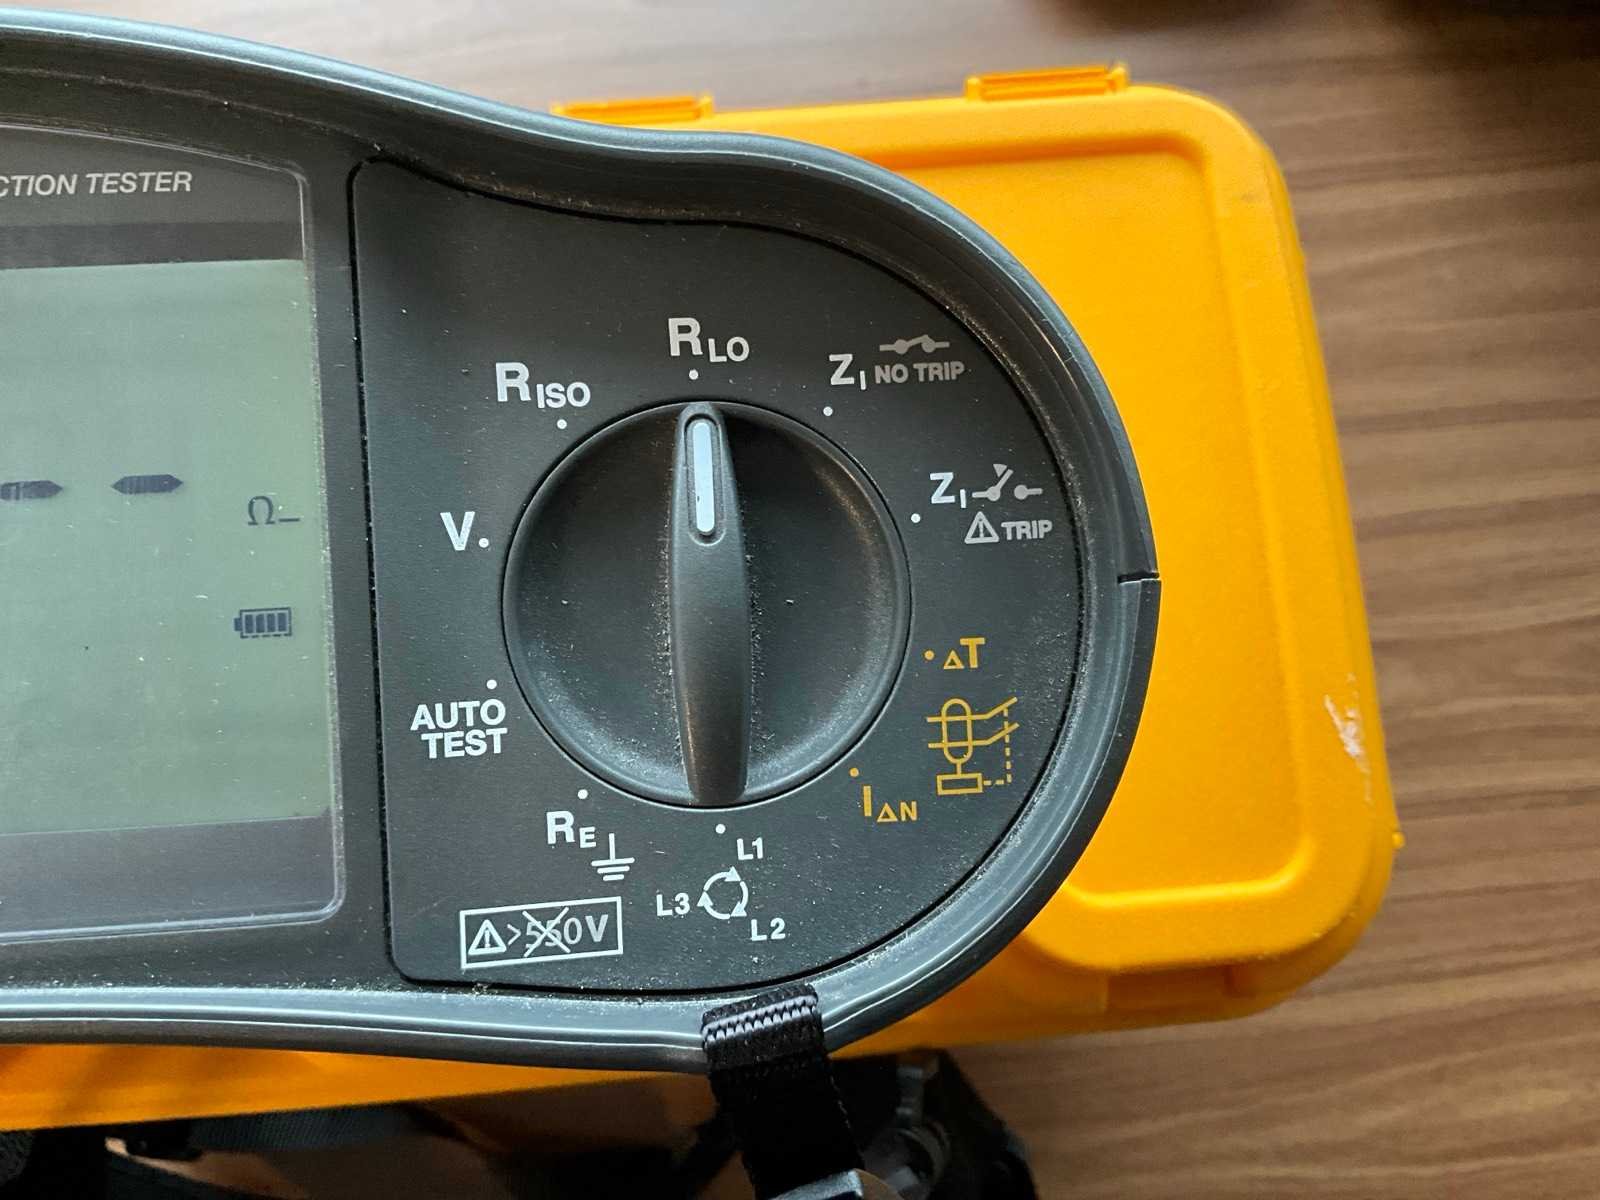 CTION TESTER
RLO
RISO
ZI NO TRIP
ZI
TRIP
V
Ω
ΔT
AUTO
TEST
IΔN
RE
L1
L3
L2
>550V